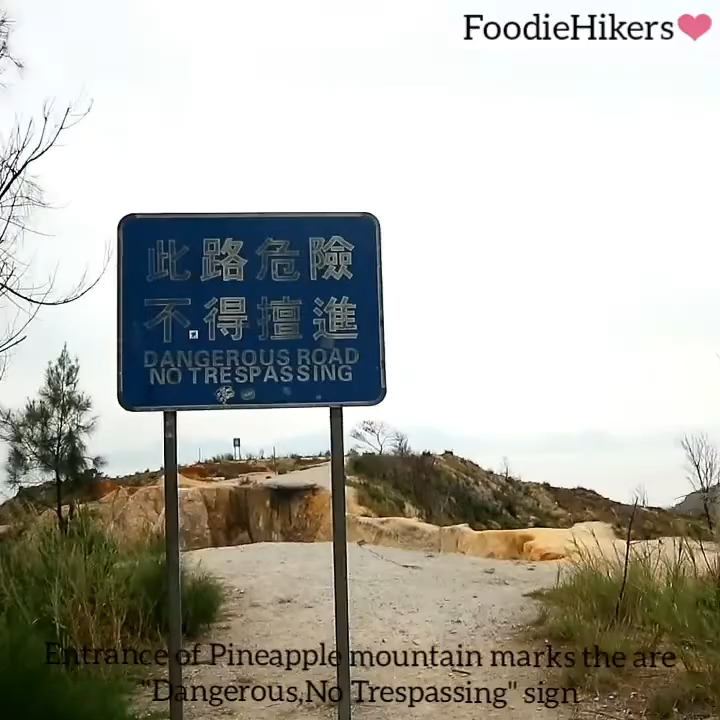 FoodieHikers❤
此路危險
不得擅進
DANGEROUS ROAD
NO TRESPASSING
Entrance of Pineapple mountain marks the are
"Dangerous,No Trespassing" sign